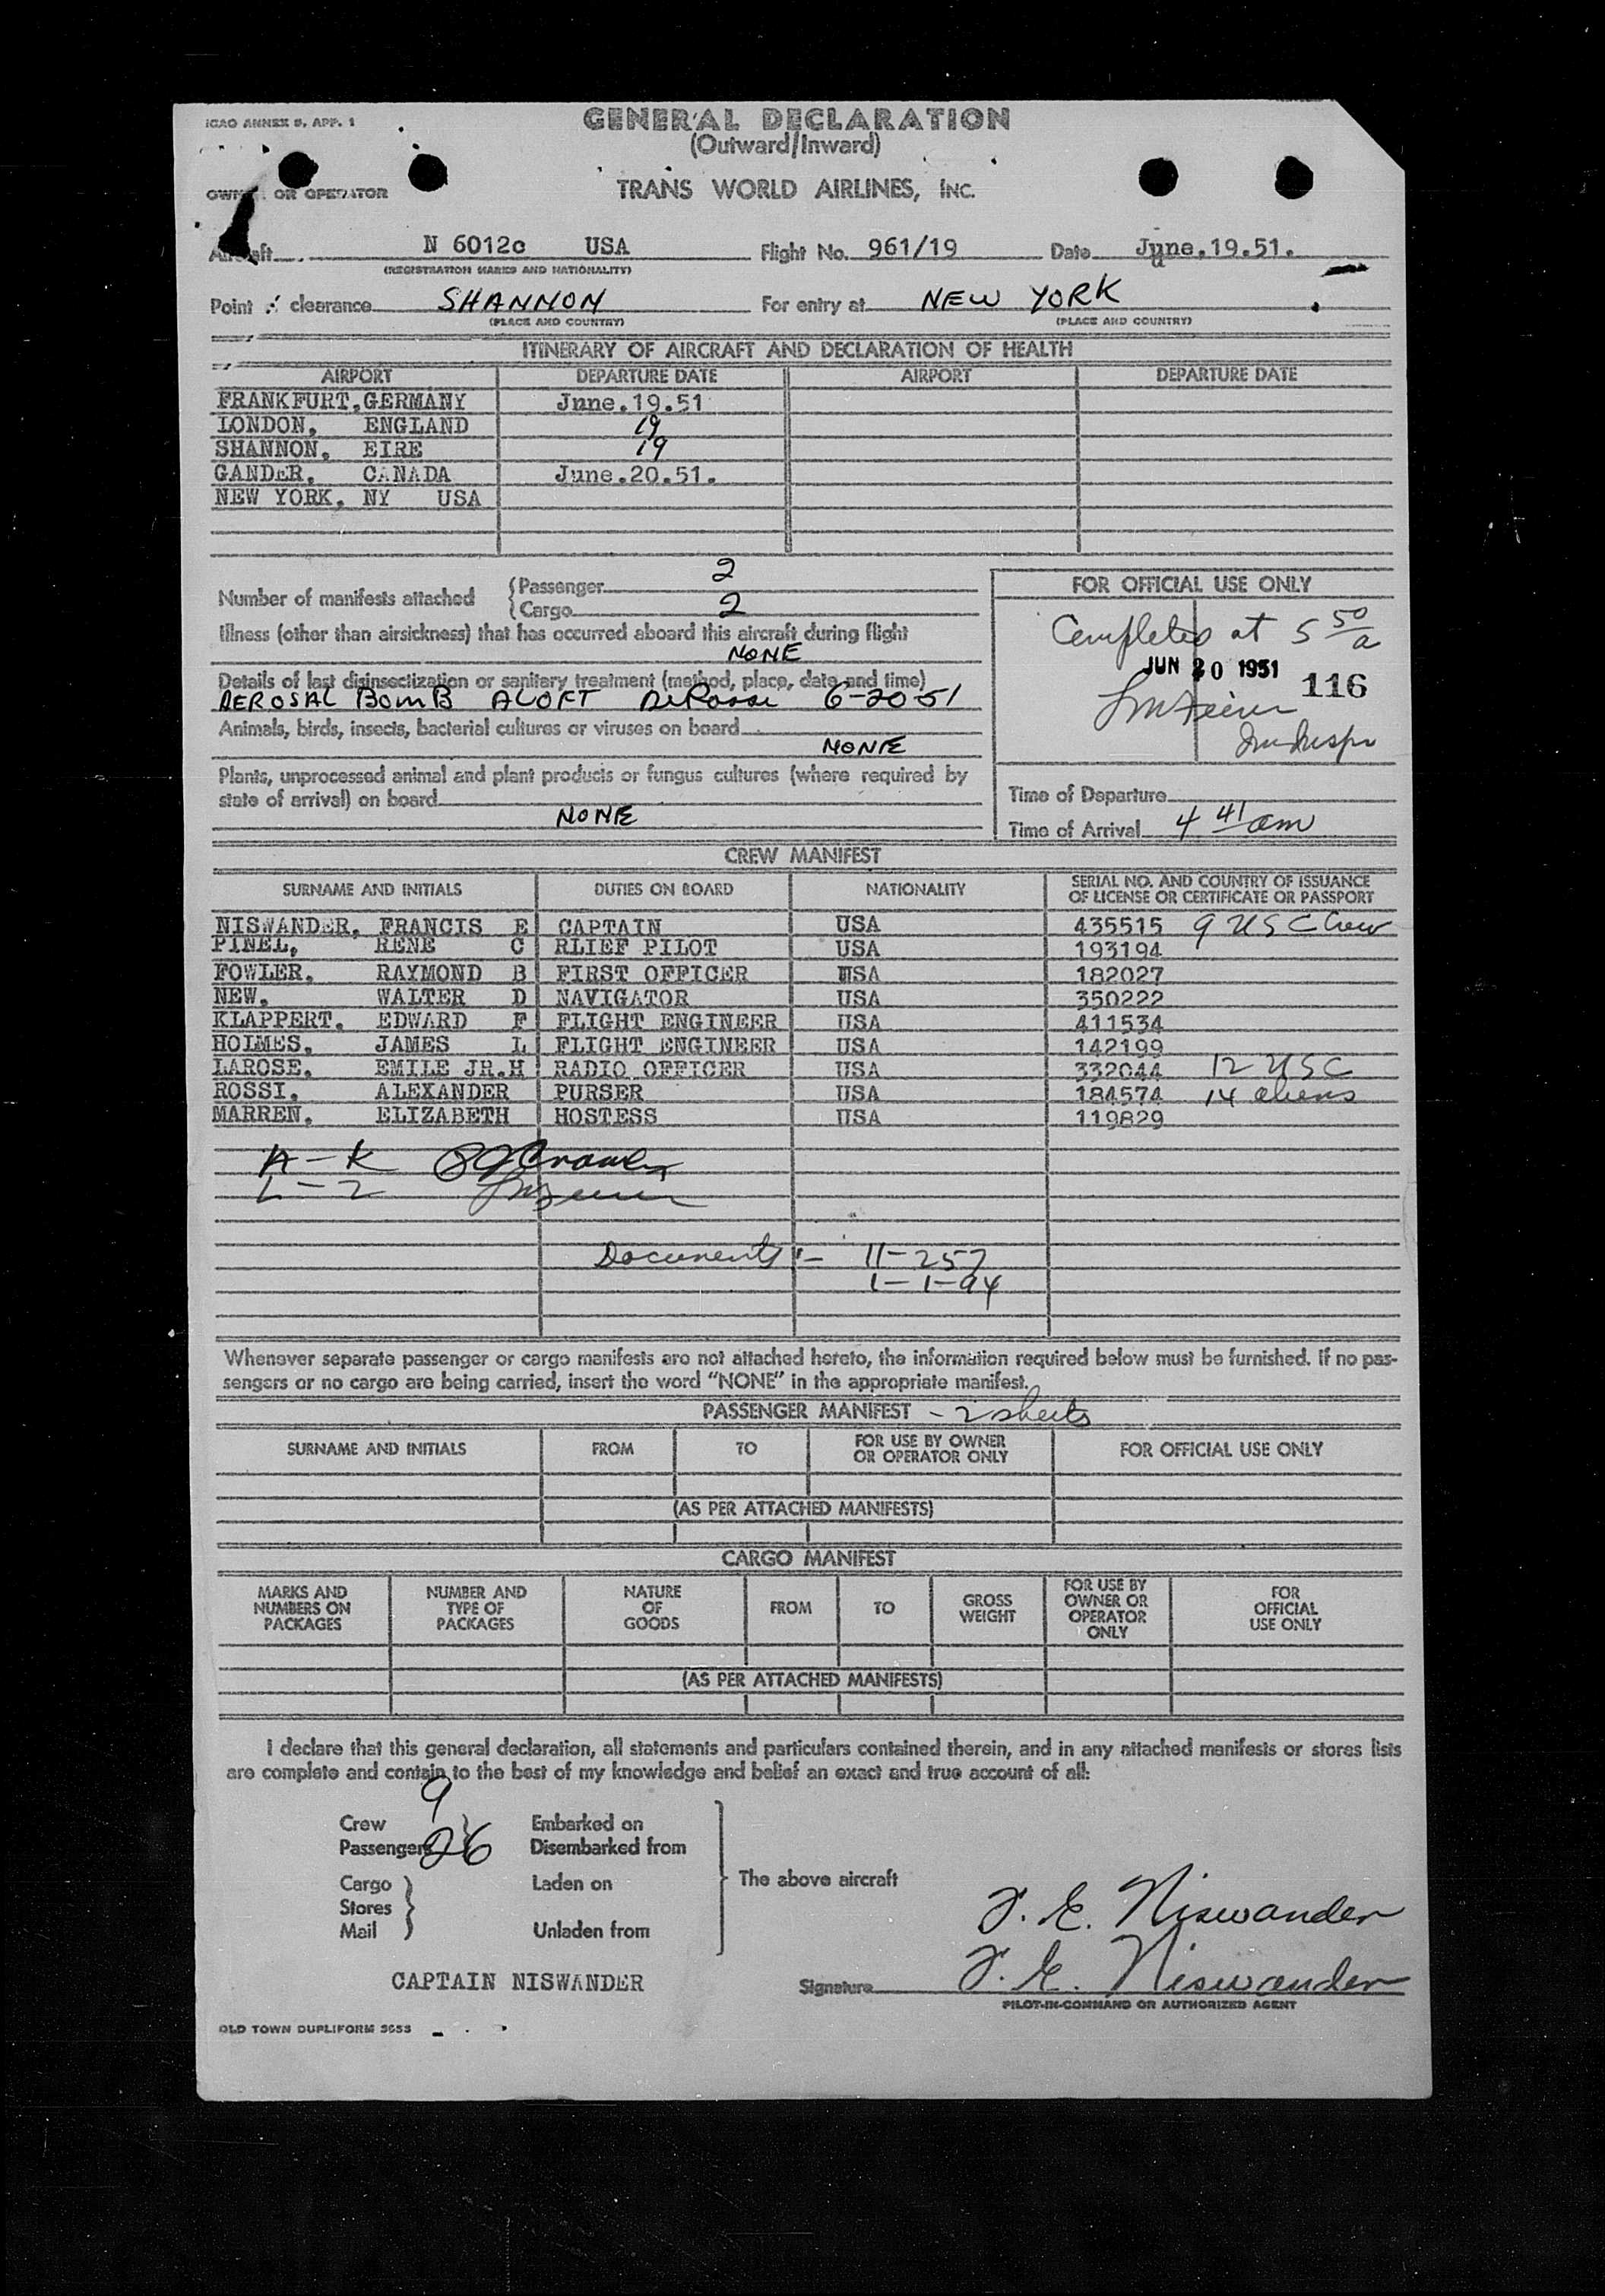 ICAO ANNEX 9, APP. 1
GENERAL DECLARATION
(Outward/Inward)
OR OPERATOR TRANS WORLD AIRLINES, INC.
Aircraft N 6012c USA Flight No. 961/19 Date June.19.51.
(REGISTRATION MARKS AND NATIONALITY)
Point of clearance SHANNON For entry at NEW YORK
(PLACE AND COUNTRY) (PLACE AND COUNTRY)
ITINERARY OF AIRCRAFT AND DECLARATION OF HEALTH
AIRPORT DEPARTURE DATE AIRPORT DEPARTURE DATE
FRANKFURT, GERMANY June.19.51
LONDON, ENGLAND 19
SHANNON, EIRE 19
GANDER, CANADA June.20.51.
NEW YORK, NY USA
Number of manifests attached
Passenger 2
Cargo 2
Illness (other than airsickness) that has occurred aboard this aircraft during flight
NONE
Details of last disinsectization or sanitary treatment (method, place, date and time)
AEROSAL BOMB ALOFT 6-20-51
Animals, birds, insects, bacterial cultures or viruses on board
NONE
Plants, unprocessed animal and plant products or fungus cultures (where required by
state of arrival) on board
NONE
FOR OFFICIAL USE ONLY
Completed at 5 50/a
JUN 20 1951 116
Time of Departure
Time of Arrival 4 41 am
CREW MANIFEST
SURNAME AND INITIALS DUTIES ON BOARD NATIONALITY SERIAL NO. AND COUNTRY OF ISSUANCE
OF LICENSE OR CERTIFICATE OR PASSPORT
NISWANDER, FRANCIS E CAPTAIN USA 435515 9 USC Crew
PINEL, RENE C RLIEF PILOT USA 193194
FOWLER, RAYMOND B FIRST OFFICER USA 182027
NEW, WALTER D NAVIGATOR USA 350222
KLAPPERT, EDWARD F FLIGHT ENGINEER USA 411534
HOLMES, JAMES L FLIGHT ENGINEER USA 142199
LAROSE, EMILE JR.H RADIO OFFICER USA 332044 12 USC
ROSSI, ALEXANDER PURSER USA 184574 14 aliens
MARREN, ELIZABETH HOSTESS USA 119829
A - K
L - Z
Documents :- 11-257
1-1-94
Whenever separate passenger or cargo manifests are not attached hereto, the information required below must be furnished. If no pas-
sengers or no cargo are being carried, insert the word "NONE" in the appropriate manifest.
PASSENGER MANIFEST - 2 sheets
SURNAME AND INITIALS FROM TO FOR USE BY OWNER OR OPERATOR ONLY FOR OFFICIAL USE ONLY
(AS PER ATTACHED MANIFESTS)
CARGO MANIFEST
MARKS AND NUMBERS ON PACKAGES NUMBER AND TYPE OF PACKAGES NATURE OF GOODS FROM TO GROSS WEIGHT FOR USE BY OWNER OR OPERATOR ONLY FOR OFFICIAL USE ONLY
(AS PER ATTACHED MANIFESTS)
I declare that this general declaration, all statements and particulars contained therein, and in any attached manifests or stores lists
are complete and contain to the best of my knowledge and belief an exact and true account of all:
Crew 9 Embarked on
Passengers 26 Disembarked from
Cargo Laden on The above aircraft
Stores
Mail Unladen from
F. E. Niswander
CAPTAIN NISWANDER Signature F. E. Niswander
PILOT-IN-COMMAND OR AUTHORIZED AGENT
OLD TOWN DUPLIFORM 3653